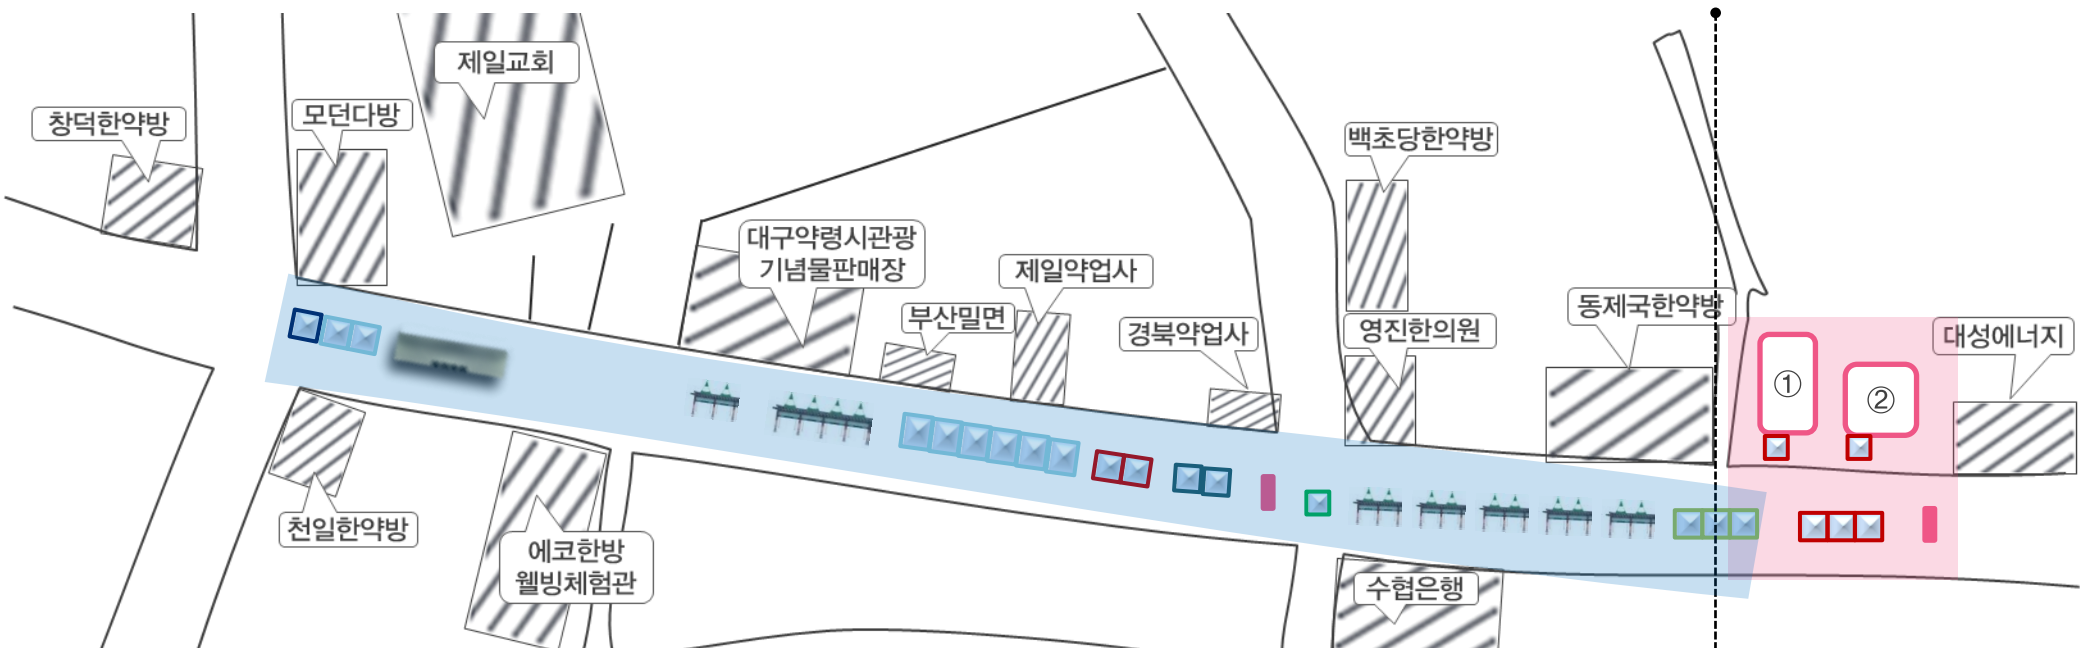 제일교회
창덕한약방
모던다방
백초당한약방
대구약령시관광
기념물판매장
제일약업사
부산밀면
경북약업사
영진한의원
동제국한약방
대성에너지
①
②
천일한약방
에코한방
웰빙체험관
수협은행